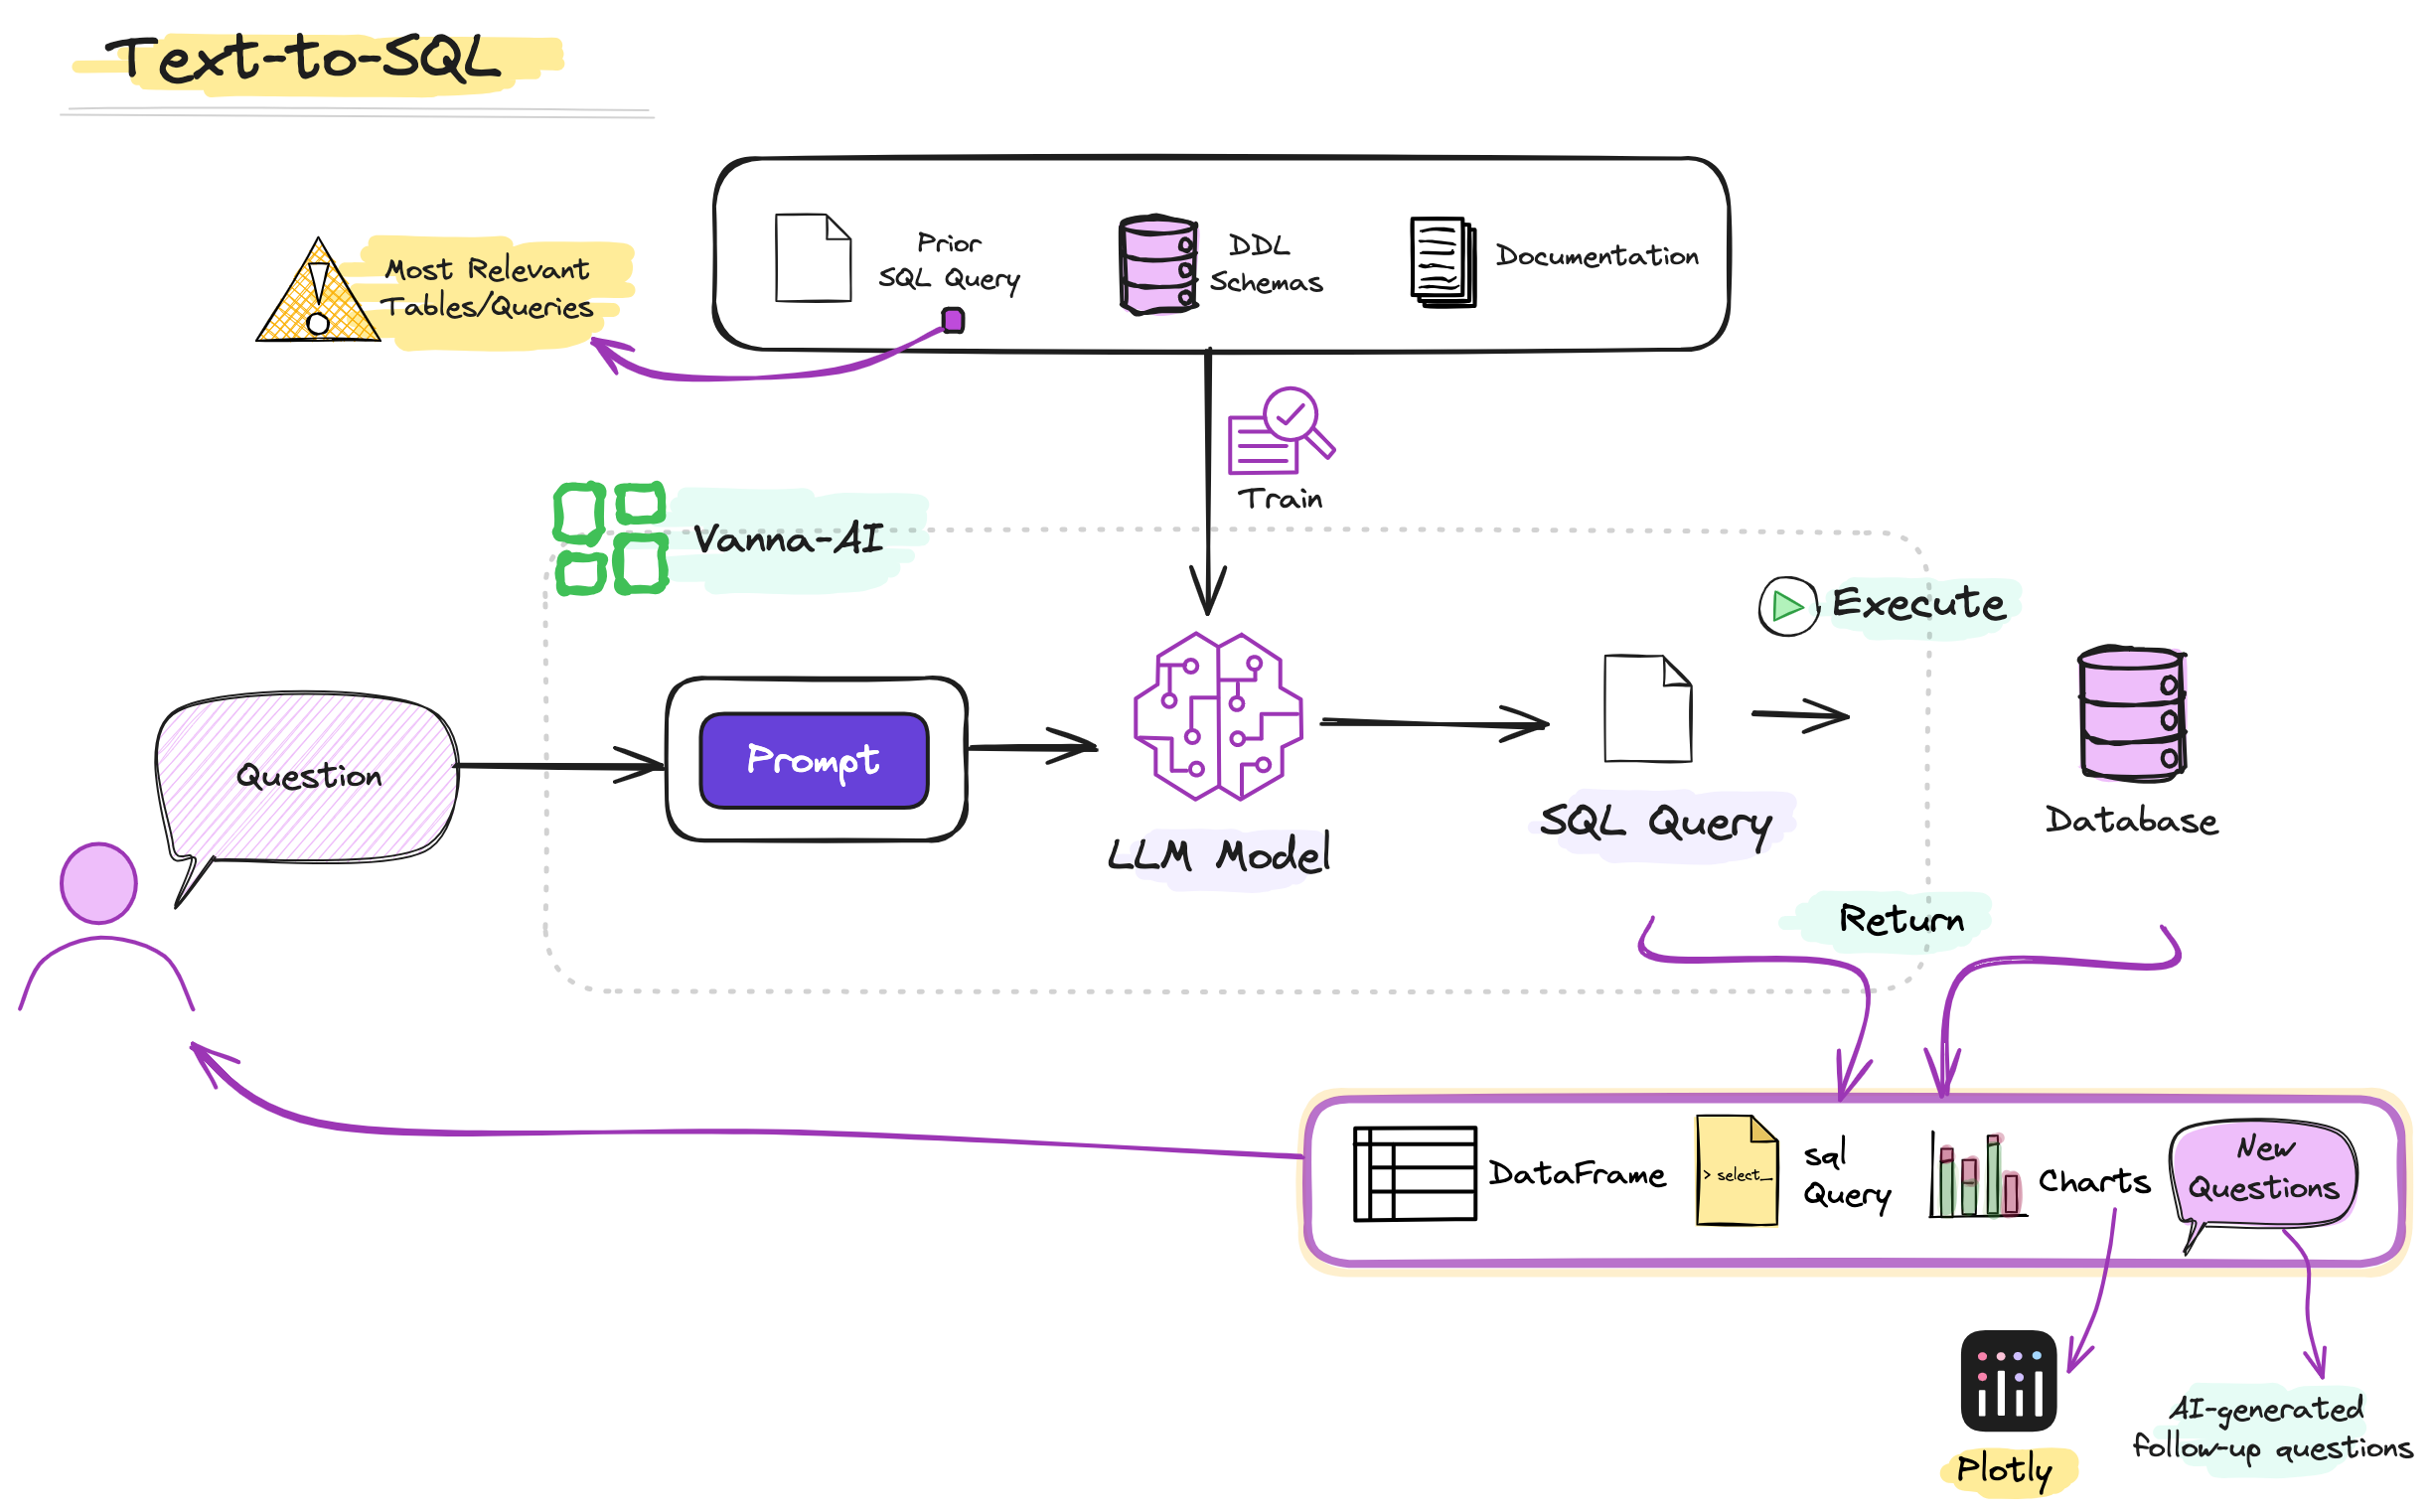 Text-to-SQL
Prior
SQL Query
DDL
Schemas
Documentation
Most Relevant
Tables/Queries
Train
Vanna-AI
Execute
Question
Prompt
LLM Model
SQL Query
Database
Return
DataFrame
> select_
sql
Query
Charts
New
Questions
Plotly
AI-generated
follow-up questions